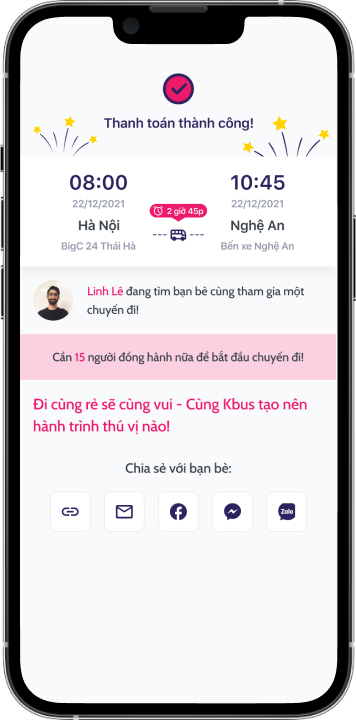 Thanh toán thành công!
08:00
10:45
22/12/2021
22/12/2021
2 giờ 45p
Hà Nội
Nghệ An
BigC 24 Thái Hà
Bến xe Nghệ An
Linh Lê đang tìm bạn bè cùng tham gia một
chuyến đi!
Cần 15 người đồng hành nữa để bắt đầu chuyến đi!
Đi cùng rẻ sẽ cùng vui - Cùng Kbus tạo nên
hành trình thú vị nào!
Chia sẻ với bạn bè:
Zalo